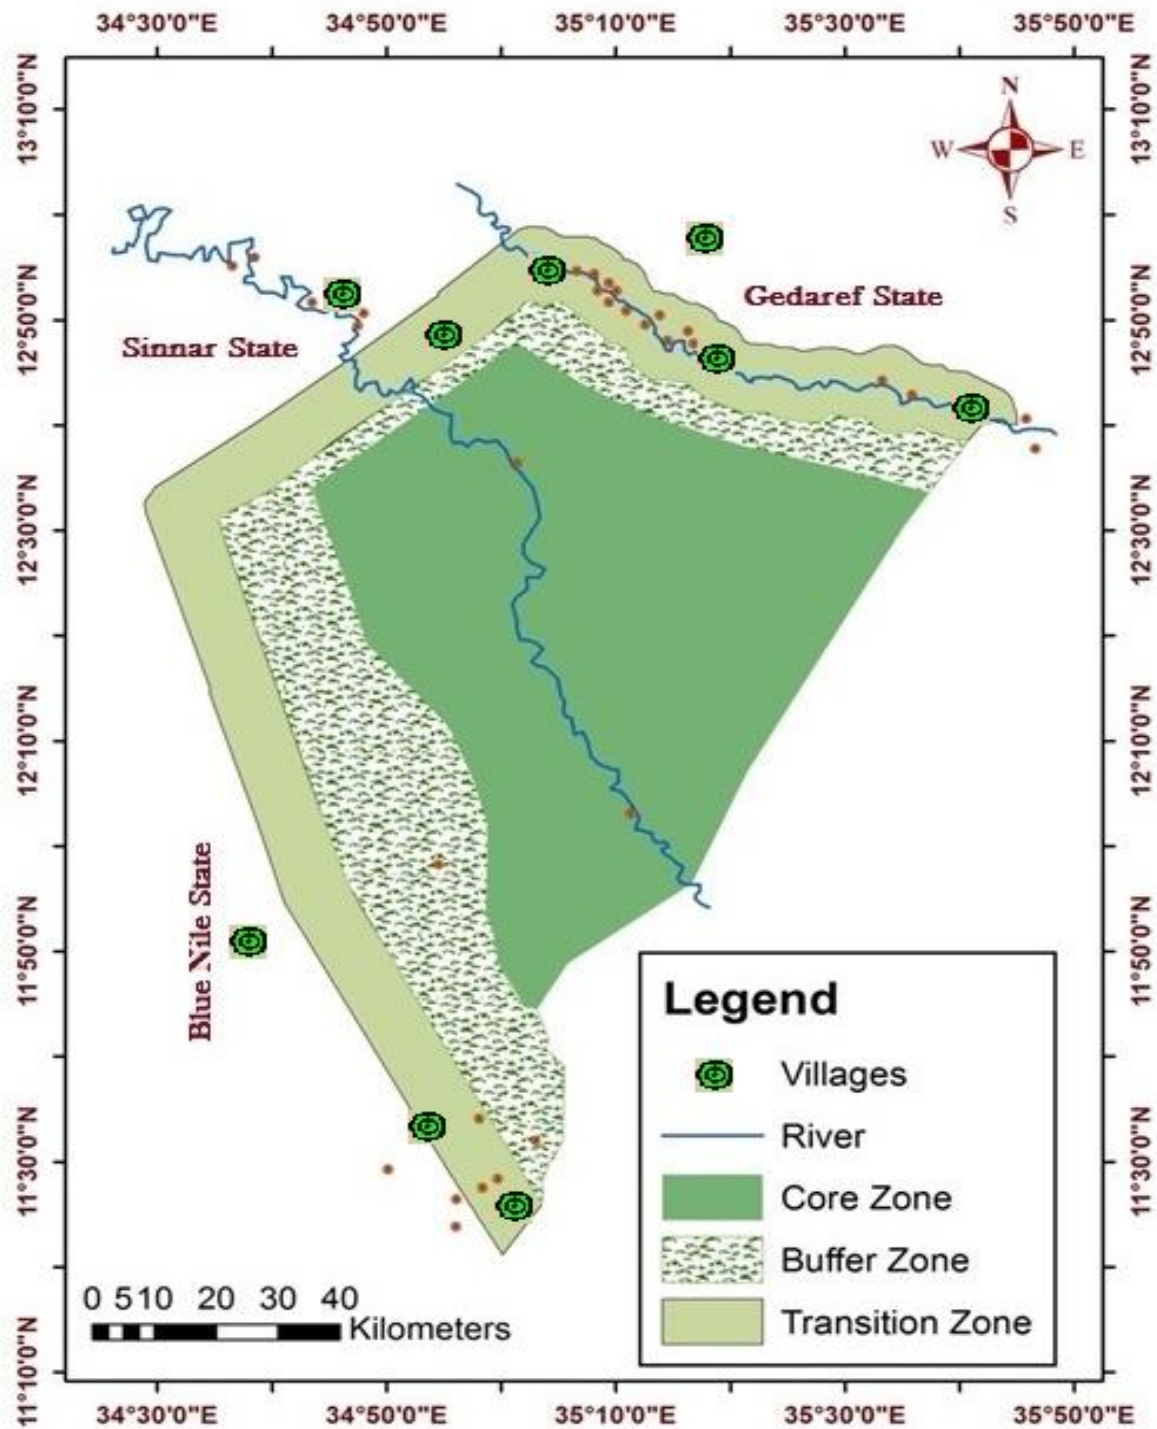 34°30'0"E 34°50'0"E 35°10'0"E 35°30'0"E 35°50'0"E
13°10'0"N
13°10'0"N
N
W E
S
12°50'0"N
12°50'0"N
Gedaref State
Sinnar State
12°30'0"N
12°30'0"N
12°10'0"N
12°10'0"N
Blue Nile State
11°50'0"N
11°50'0"N
Legend
Villages
River
Core Zone
Buffer Zone
Transition Zone
11°30'0"N
11°30'0"N
0 5 10 20 30 40
Kilometers
11°10'0"N
11°10'0"N
34°30'0"E 34°50'0"E 35°10'0"E 35°30'0"E 35°50'0"E